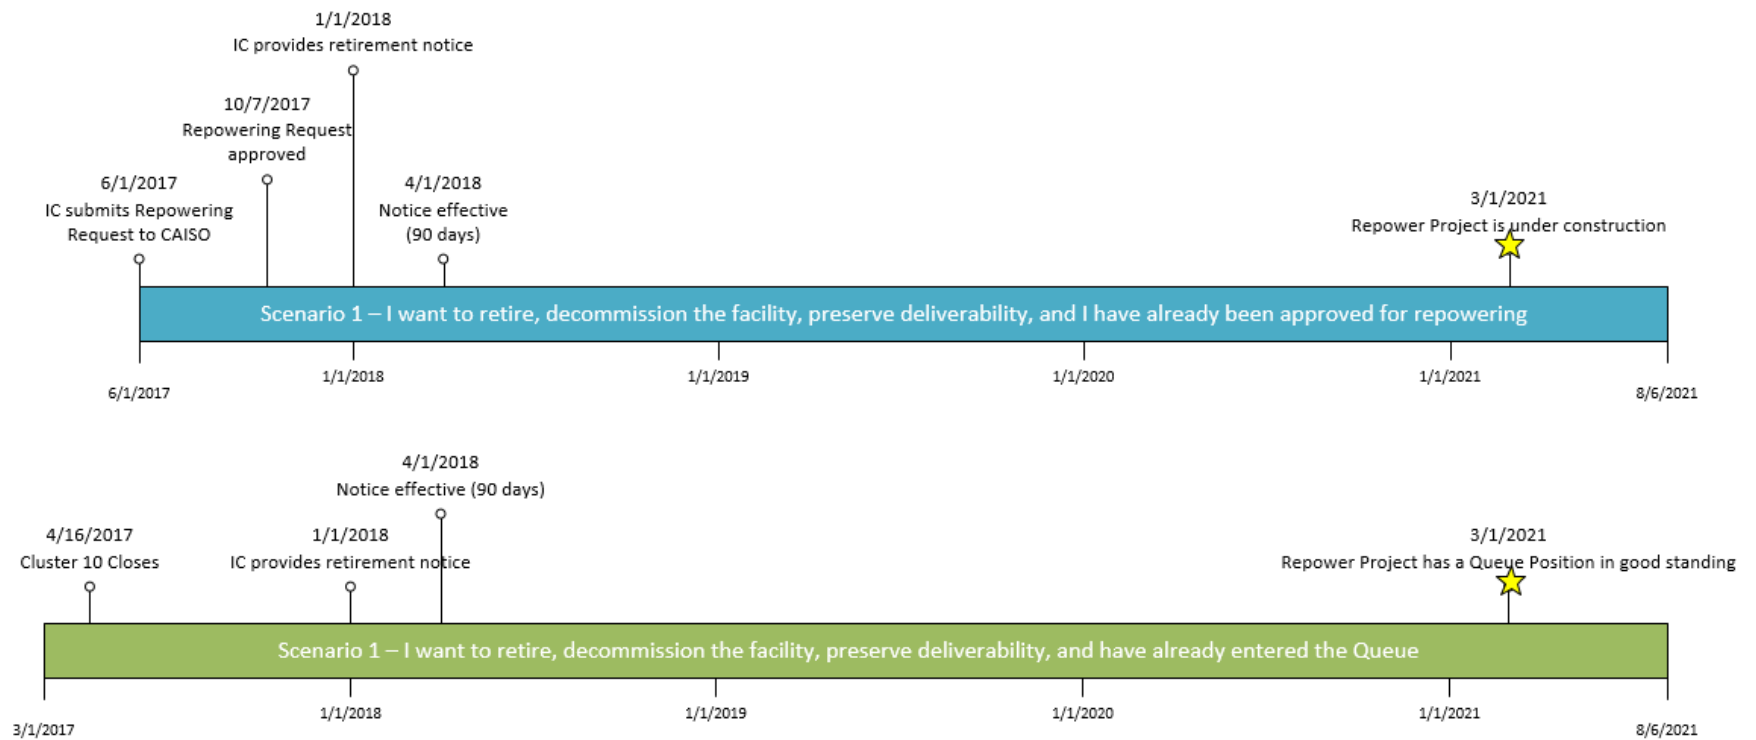 1/1/2018
IC provides retirement notice
10/7/2017
Repowering Request
approved
6/1/2017
IC submits Repowering
Request to CAISO
4/1/2018
Notice effective
(90 days)
3/1/2021
Repower Project is under construction
Scenario 1 – I want to retire, decommission the facility, preserve deliverability, and I have already been approved for repowering
6/1/2017
1/1/2018
1/1/2019
1/1/2020
1/1/2021
8/6/2021
4/1/2018
Notice effective (90 days)
4/16/2017
Cluster 10 Closes
1/1/2018
IC provides retirement notice
3/1/2021
Repower Project has a Queue Position in good standing
Scenario 1 – I want to retire, decommission the facility, preserve deliverability, and have already entered the Queue
3/1/2017
1/1/2018
1/1/2019
1/1/2020
1/1/2021
8/6/2021